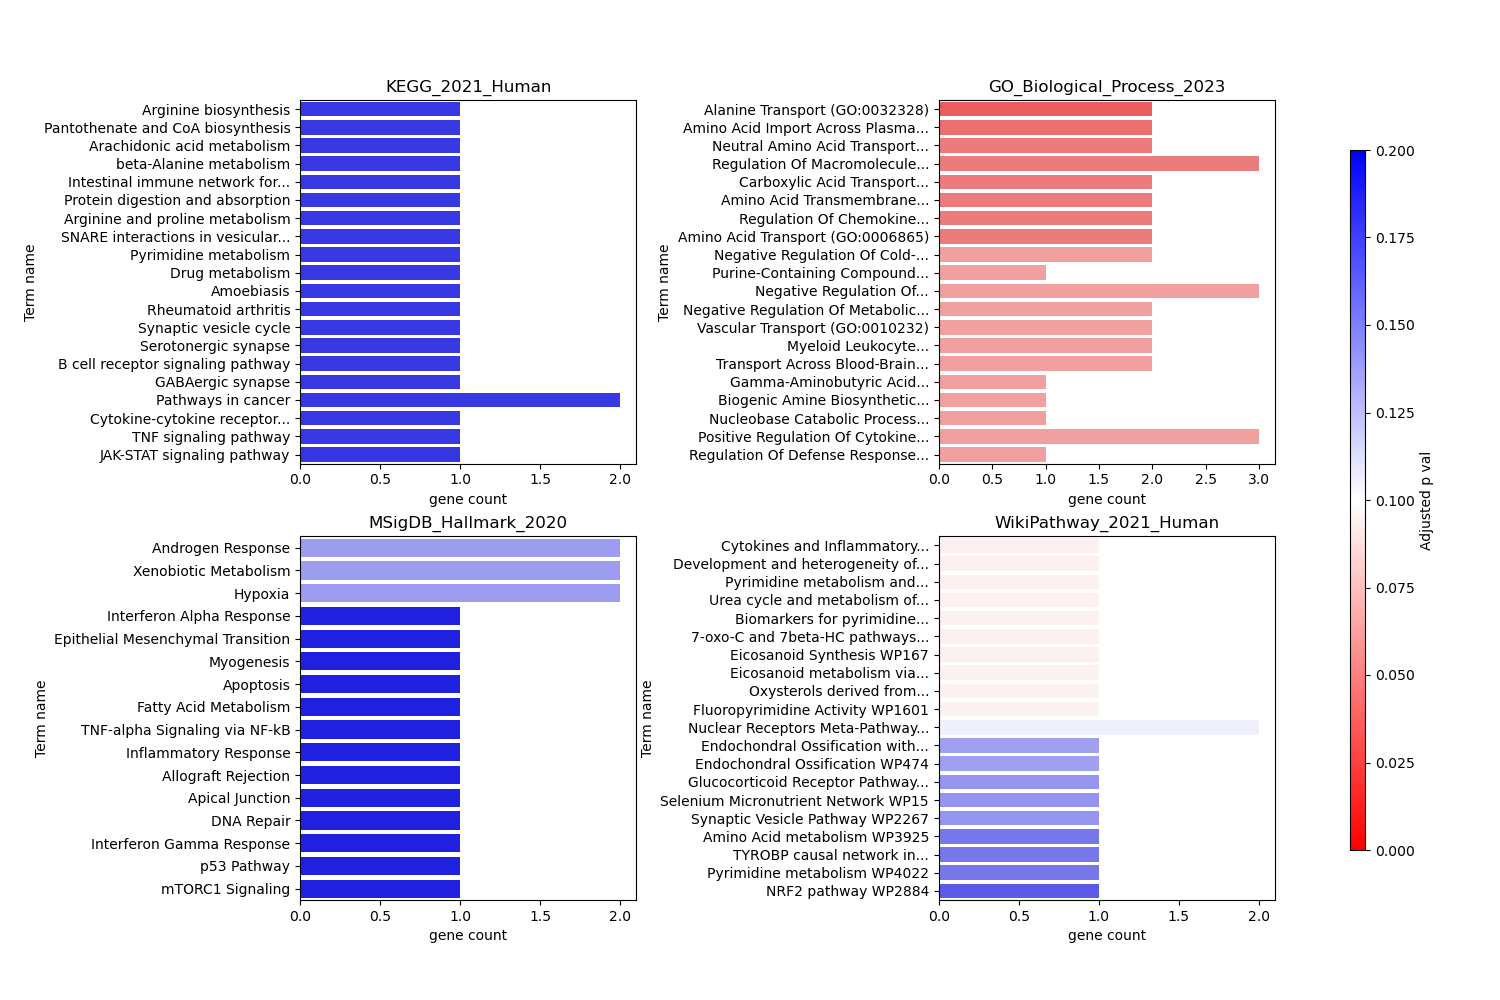 KEGG_2021_Human
Term name
Arginine biosynthesis
Pantothenate and CoA biosynthesis
Arachidonic acid metabolism
beta-Alanine metabolism
Intestinal immune network for...
Protein digestion and absorption
Arginine and proline metabolism
SNARE interactions in vesicular...
Pyrimidine metabolism
Drug metabolism
Amoebiasis
Rheumatoid arthritis
Synaptic vesicle cycle
Serotonergic synapse
B cell receptor signaling pathway
GABAergic synapse
Pathways in cancer
Cytokine-cytokine receptor...
TNF signaling pathway
JAK-STAT signaling pathway
0.0 0.5 1.0 1.5 2.0
gene count
GO_Biological_Process_2023
Term name
Alanine Transport (GO:0032328)
Amino Acid Import Across Plasma...
Neutral Amino Acid Transport...
Regulation Of Macromolecule...
Carboxylic Acid Transport...
Amino Acid Transmembrane...
Regulation Of Chemokine...
Amino Acid Transport (GO:0006865)
Negative Regulation Of Cold-...
Purine-Containing Compound...
Negative Regulation Of...
Negative Regulation Of Metabolic...
Vascular Transport (GO:0010232)
Myeloid Leukocyte...
Transport Across Blood-Brain...
Gamma-Aminobutyric Acid...
Biogenic Amine Biosynthetic...
Nucleobase Catabolic Process...
Positive Regulation Of Cytokine...
Regulation Of Defense Response...
0.0 0.5 1.0 1.5 2.0 2.5 3.0
gene count
MSigDB_Hallmark_2020
Term name
Androgen Response
Xenobiotic Metabolism
Hypoxia
Interferon Alpha Response
Epithelial Mesenchymal Transition
Myogenesis
Apoptosis
Fatty Acid Metabolism
TNF-alpha Signaling via NF-kB
Inflammatory Response
Allograft Rejection
Apical Junction
DNA Repair
Interferon Gamma Response
p53 Pathway
mTORC1 Signaling
0.0 0.5 1.0 1.5 2.0
gene count
WikiPathway_2021_Human
Term name
Cytokines and Inflammatory...
Development and heterogeneity of...
Pyrimidine metabolism and...
Urea cycle and metabolism of...
Biomarkers for pyrimidine...
7-oxo-C and 7beta-HC pathways...
Eicosanoid Synthesis WP167
Eicosanoid metabolism via...
Oxysterols derived from...
Fluoropyrimidine Activity WP1601
Nuclear Receptors Meta-Pathway...
Endochondral Ossification with...
Endochondral Ossification WP474
Glucocorticoid Receptor Pathway...
Selenium Micronutrient Network WP15
Synaptic Vesicle Pathway WP2267
Amino Acid metabolism WP3925
TYROBP causal network in...
Pyrimidine metabolism WP4022
NRF2 pathway WP2884
0.0 0.5 1.0 1.5 2.0
gene count
0.200
0.175
0.150
0.125
0.100
0.075
0.050
0.025
0.000
Adjusted p val